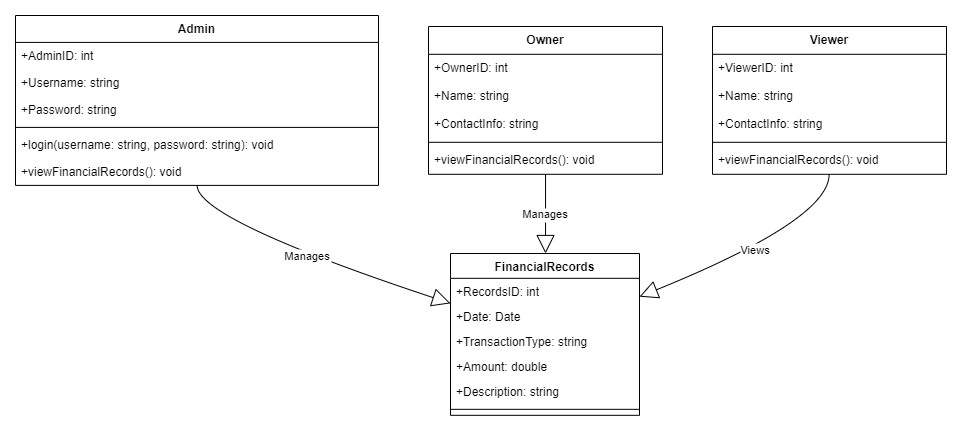 Admin
+AdminID: int
+Username: string
+Password: string
+login(username: string, password: string): void
+viewFinancialRecords(): void
Owner
+OwnerID: int
+Name: string
+ContactInfo: string
+viewFinancialRecords(): void
Viewer
+ViewerID: int
+Name: string
+ContactInfo: string
+viewFinancialRecords(): void
Manages
Manages
Views
FinancialRecords
+RecordsID: int
+Date: Date
+TransactionType: string
+Amount: double
+Description: string